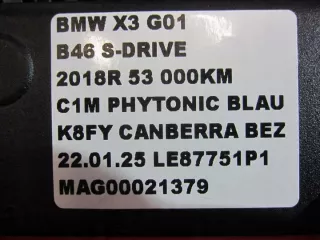 BMW X3 G01
B46 S-DRIVE
2018R 53 000KM
C1M PHYTONIC BLAU
K8FY CANBERRA BEZ
22.01.25 LE87751P1
MAG00021379